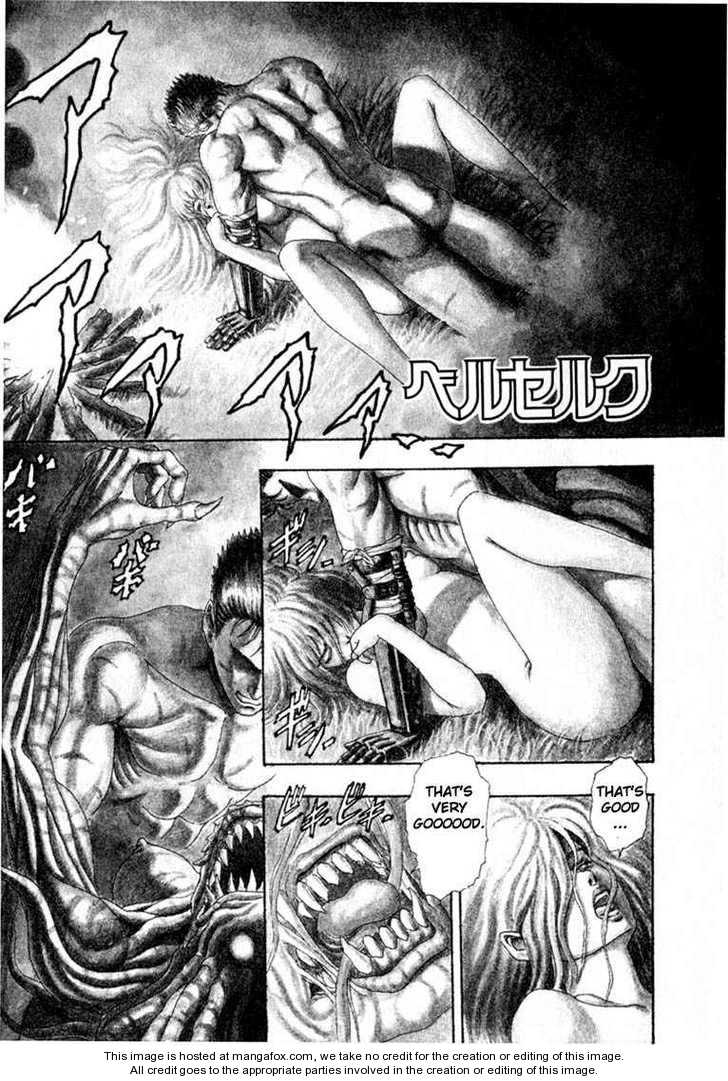 ア
ア
ア
ア
ア…
ベルセルク
バキ
バキ
ギシ
ギシ
ビキ ビキ
THAT'S
GOOD
...
THAT'S
VERY
GOOOOOD.
This image is hosted at mangafox.com, we take no credit for the creation or editing of this image.
All credit goes to the appropriate parties involved in the creation or editing of this image.